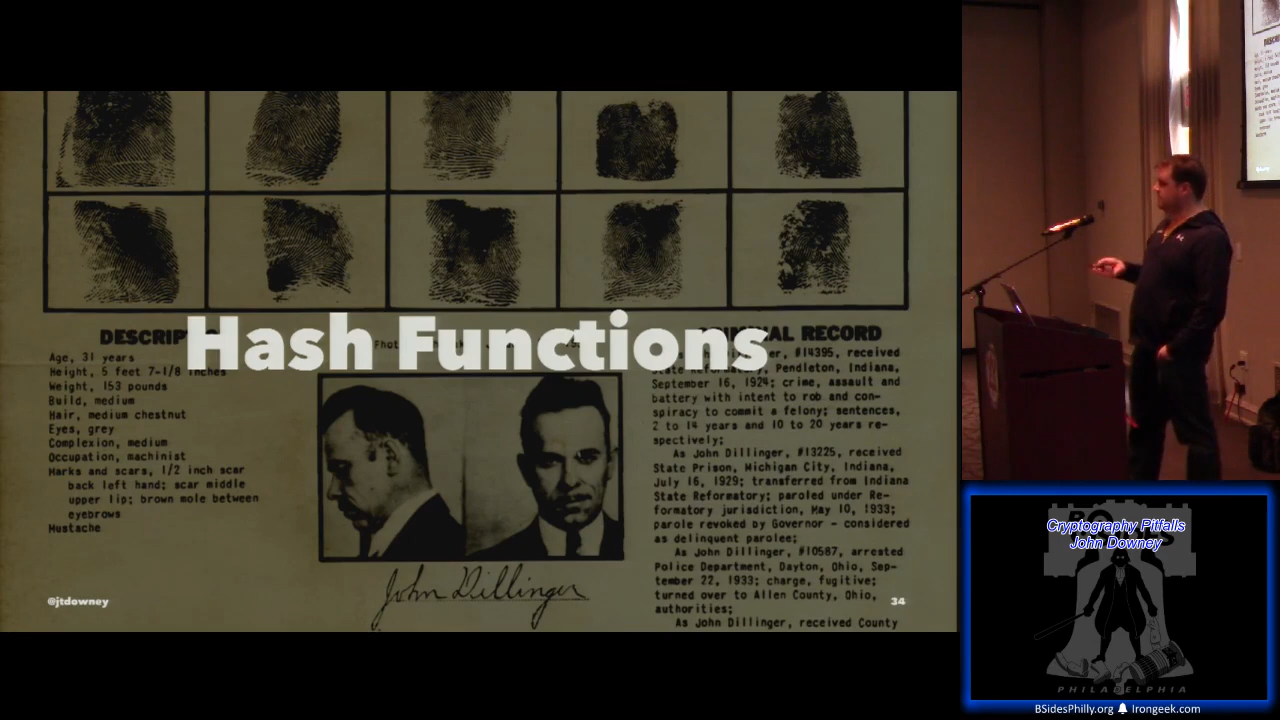 Hash Functions
DESCRIPT
Age, 31 years
Height, 5 feet 7-1/8 inches
Weight, 153 pounds
Build, medium
Hair, medium chestnut
Eyes, grey
Complexion, medium
Occupation, machinist
Marks and scars, 1/2 inch scar
back left hand; scar middle
upper lip; brown mole between
eyebrows
Mustache
John Dillinger
RECORD
#14395, received
State Reformatory, Pendleton, Indiana,
September 16, 1924; crime, assault and
battery with intent to rob and con-
spiracy to commit a felony; sentences,
2 to 14 years and 10 to 20 years re-
spectively;
As John Dillinger, #13225, received
State Prison, Michigan City, Indiana,
July 16, 1929; transferred from Indiana
State Reformatory; paroled under Re-
formatory jurisdiction, May 10, 1933;
parole revoked by Governor - considered
as delinquent parolee;
As John Dillinger, #10587, arrested
Police Department, Dayton, Ohio, Sep-
tember 22, 1933; charge, fugitive;
turned over to Allen County, Ohio,
authorities;
As John Dillinger, received County
@jtdowney
34
Cryptography Pitfalls
John Downey
PHILADELPHIA
BSidesPhilly.org Irongeek.com